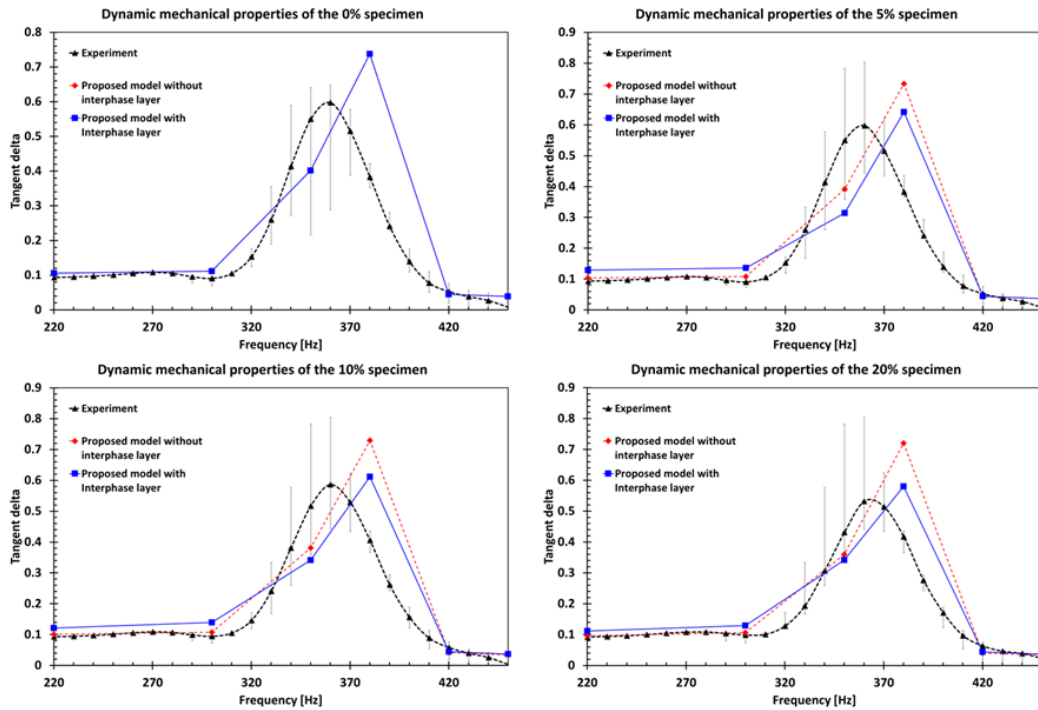 Dynamic mechanical properties of the 0% specimen
0.8
0.7
0.6
0.5
0.4
0.3
0.2
0.1
0
Tangent delta
Experiment
Proposed model without
interphase layer
Proposed model with
Interphase layer
220
270
320
370
420
Frequency [Hz]
Dynamic mechanical properties of the 5% specimen
0.9
0.8
0.7
0.6
0.5
0.4
0.3
0.2
0.1
0
Tangent delta
Experiment
Proposed model without
interphase layer
Proposed model with
Interphase layer
220
270
320
370
420
Frequency [Hz]
Dynamic mechanical properties of the 10% specimen
0.9
0.8
0.7
0.6
0.5
0.4
0.3
0.2
0.1
0
Tangent delta
Experiment
Proposed model without
interphase layer
Proposed model with
Interphase layer
220
270
320
370
420
Frequency [Hz]
Dynamic mechanical properties of the 20% specimen
0.9
0.8
0.7
0.6
0.5
0.4
0.3
0.2
0.1
0
Tangent delta
Experiment
Proposed model without
interphase layer
Proposed model with
Interphase layer
220
270
320
370
420
Frequency [Hz]